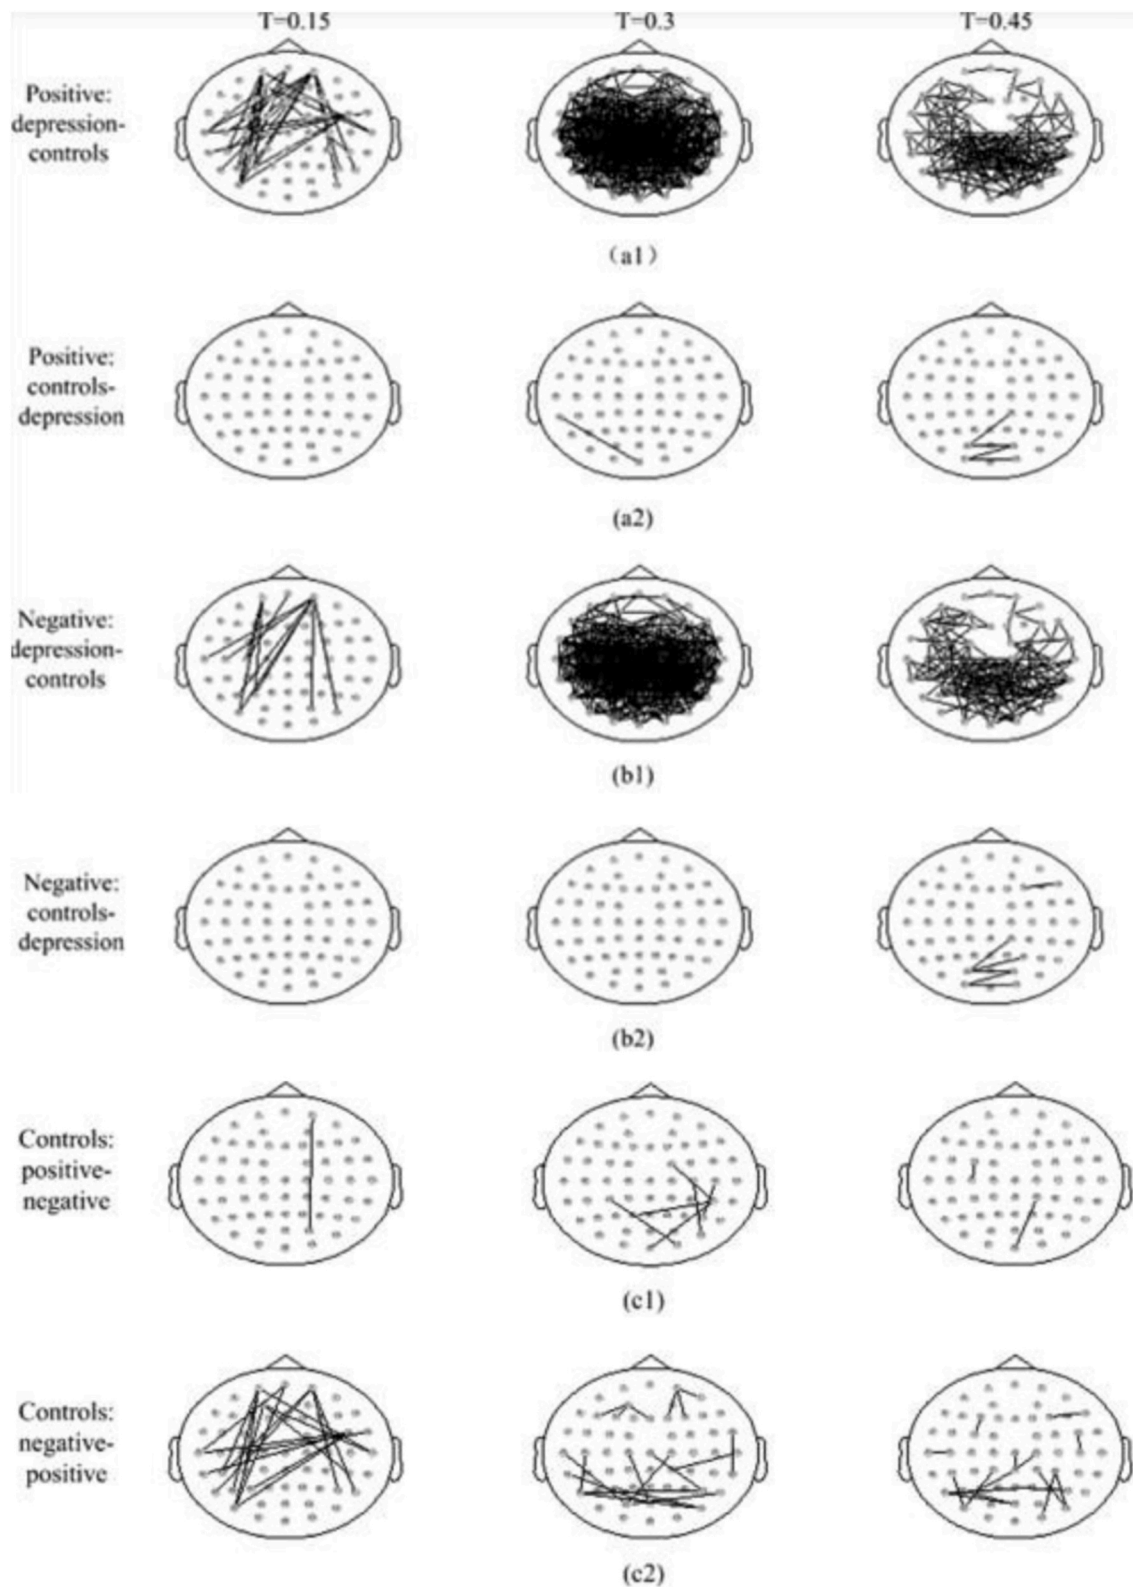 T=0.15 T=0.3 T=0.45
Positive:
depression-
controls
(a1)
Positive:
controls-
depression
(a2)
Negative:
depression-
controls
(b1)
Negative:
controls-
depression
(b2)
Controls:
positive-
negative
(c1)
Controls:
negative-
positive
(c2)